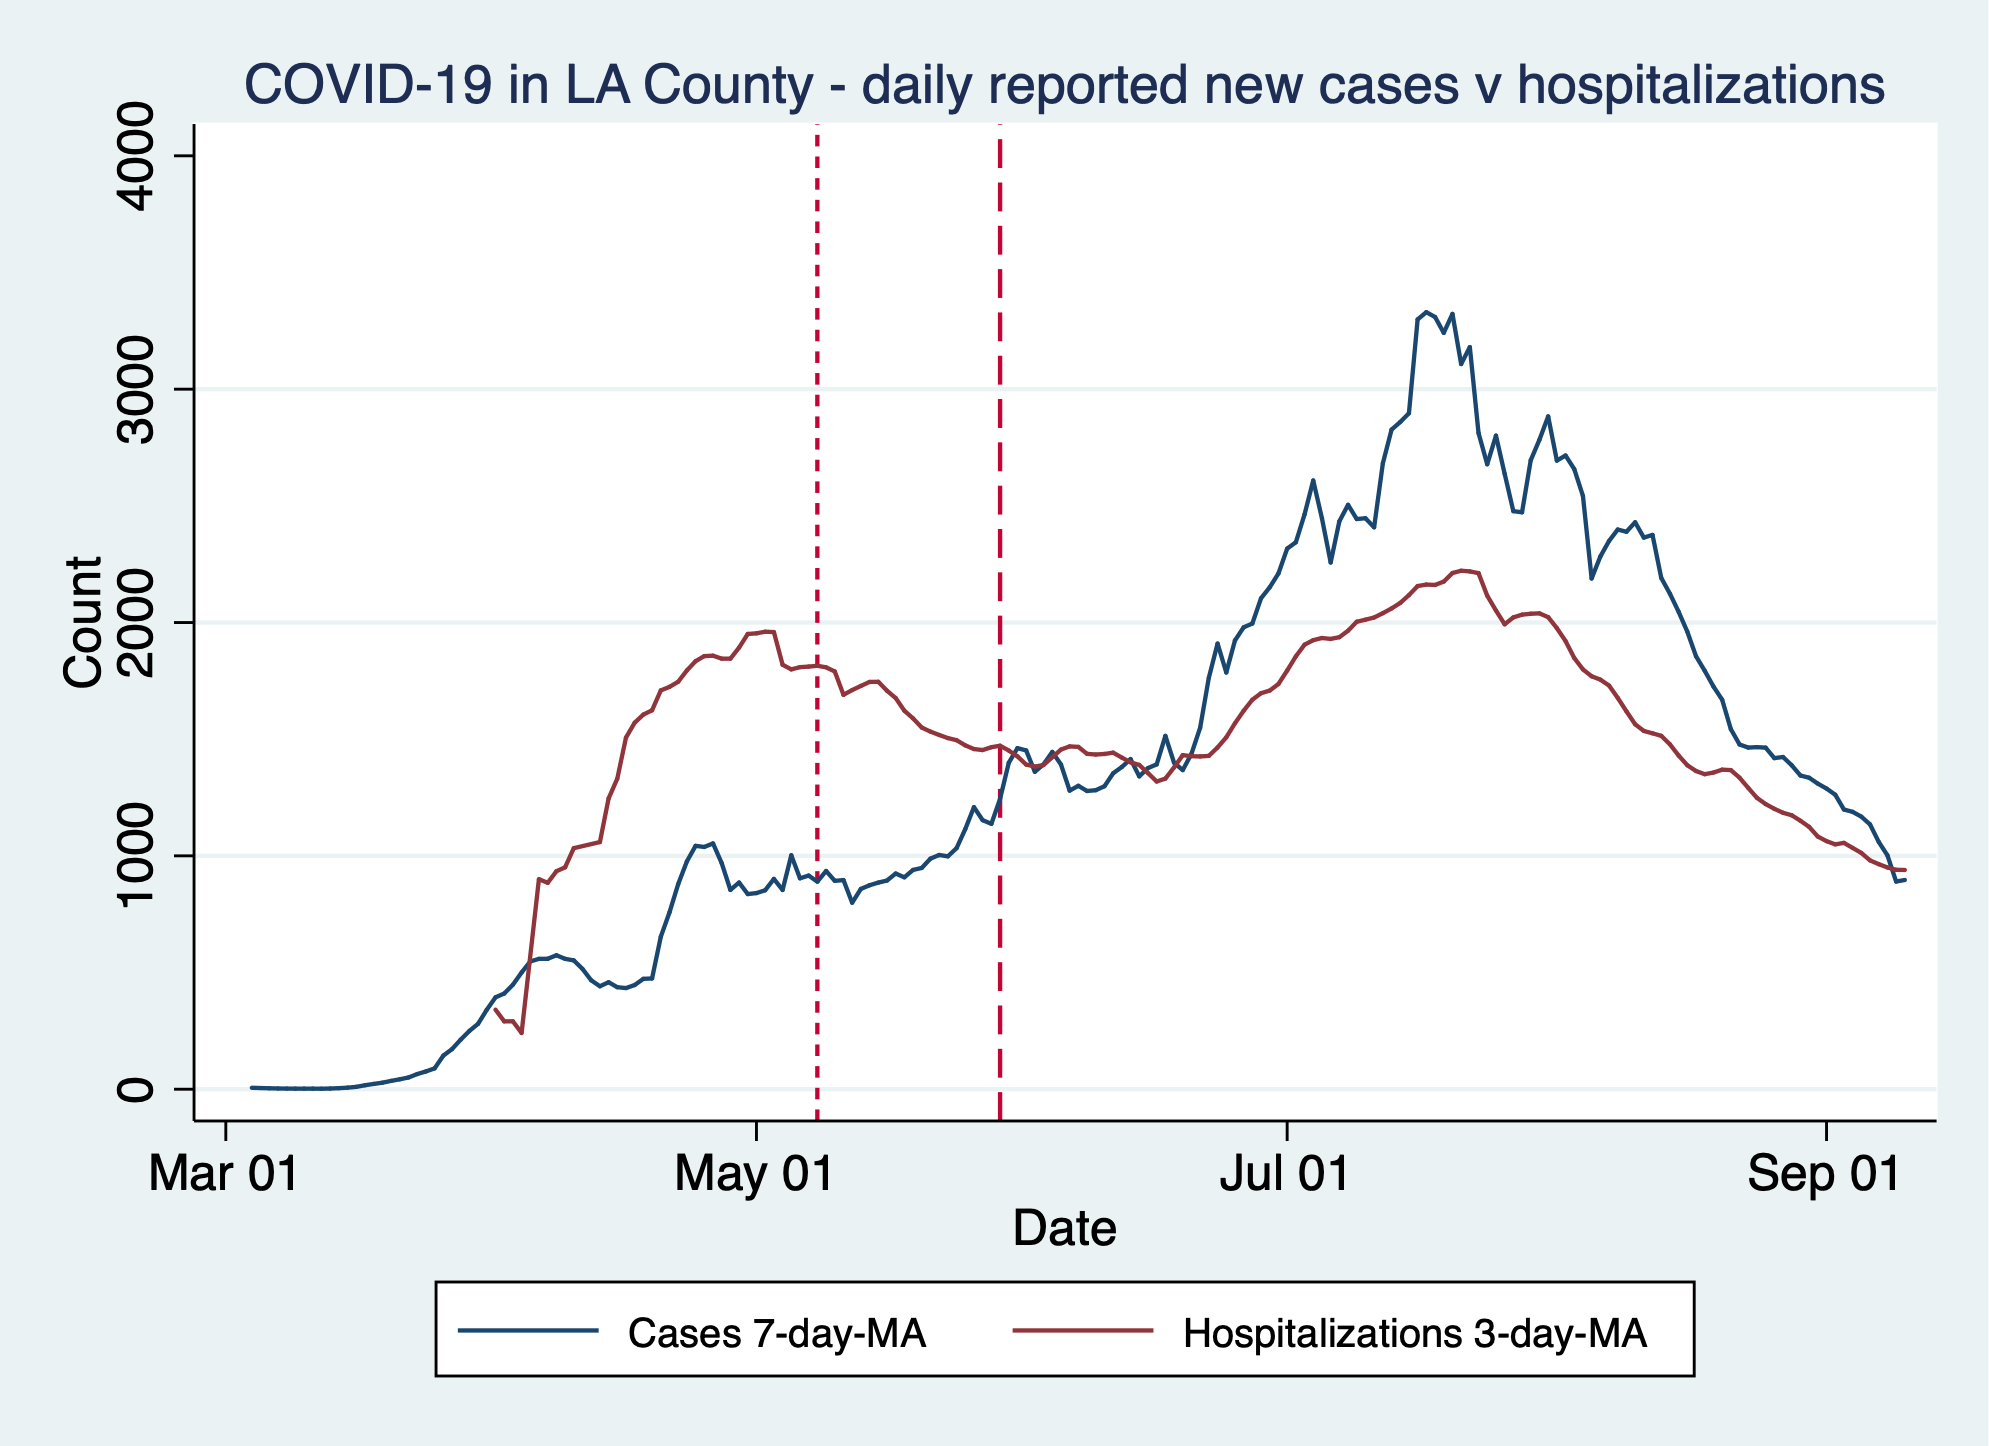 COVID-19 in LA County - daily reported new cases v hospitalizations
4000
3000
2000
1000
0
Count
Mar 01 May 01 Jul 01 Sep 01
Date
Cases 7-day-MA Hospitalizations 3-day-MA